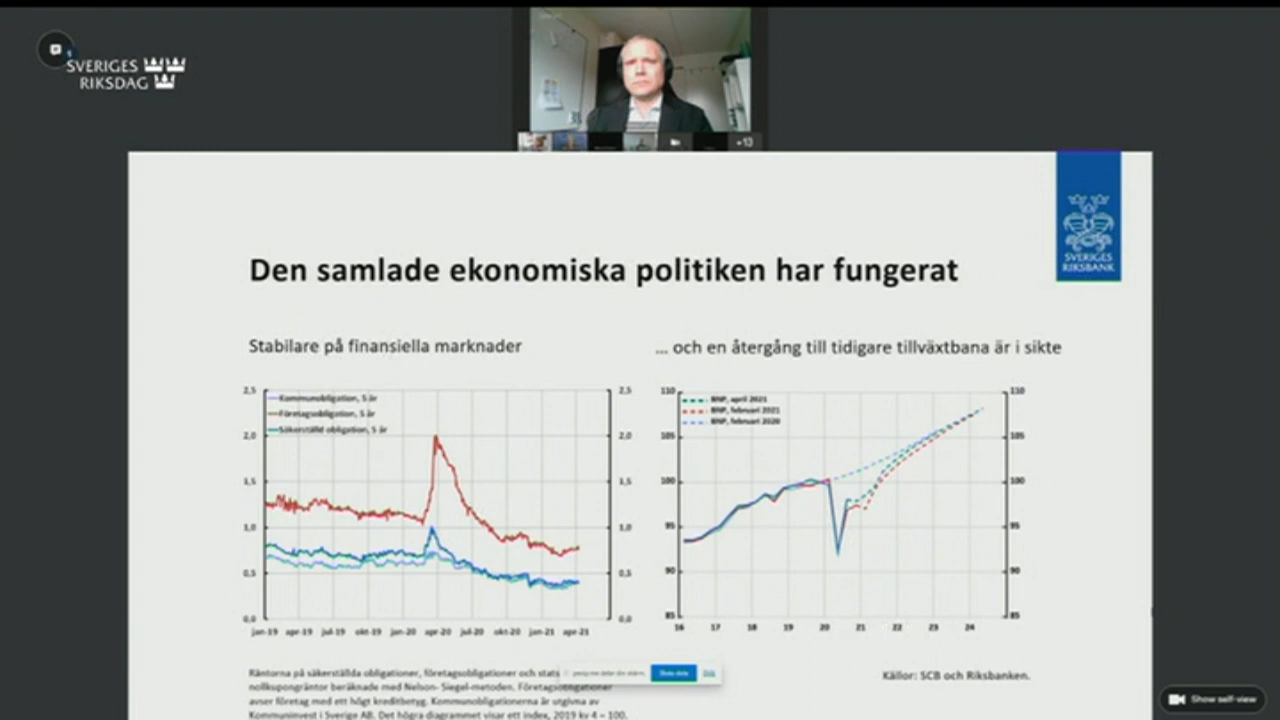 SVERIGES
RIKSDAG
+13
SVERIGES
RIKSBANK
Den samlade ekonomiska politiken har fungerat
Stabilare på finansiella marknader
... och en återgång till tidigare tillväxtbana är i sikte
2,5 2,5
Kommunobligation, 5 år
Företagsobligation, 5 år
Säkerställd obligation, 5 år
2,0 2,0
1,5 1,5
1,0 1,0
0,5 0,5
0,0 0,0
jan-19 apr-19 jul-19 okt-19 jan-20 apr-20 jul-20 okt-20 jan-21 apr-21
110 110
BNP, april 2021
BNP, februari 2021
BNP, februari 2020
105 105
100 100
95 95
90 90
85 85
16 17 18 19 20 21 22 23 24
Räntorna på säkerställda obligationer, företagsobligationer och stats
nollkupongräntor beräknade med Nelson- Siegel-metoden. Företagsobligationer
avser företag med ett högt kreditbetyg. Kommunobligationerna är utgivna av
Kommuninvest i Sverige AB. Det högra diagrammet visar ett index, 2019 kv 4 – 100.
Källor: SCB och Riksbanken.
Show self-view